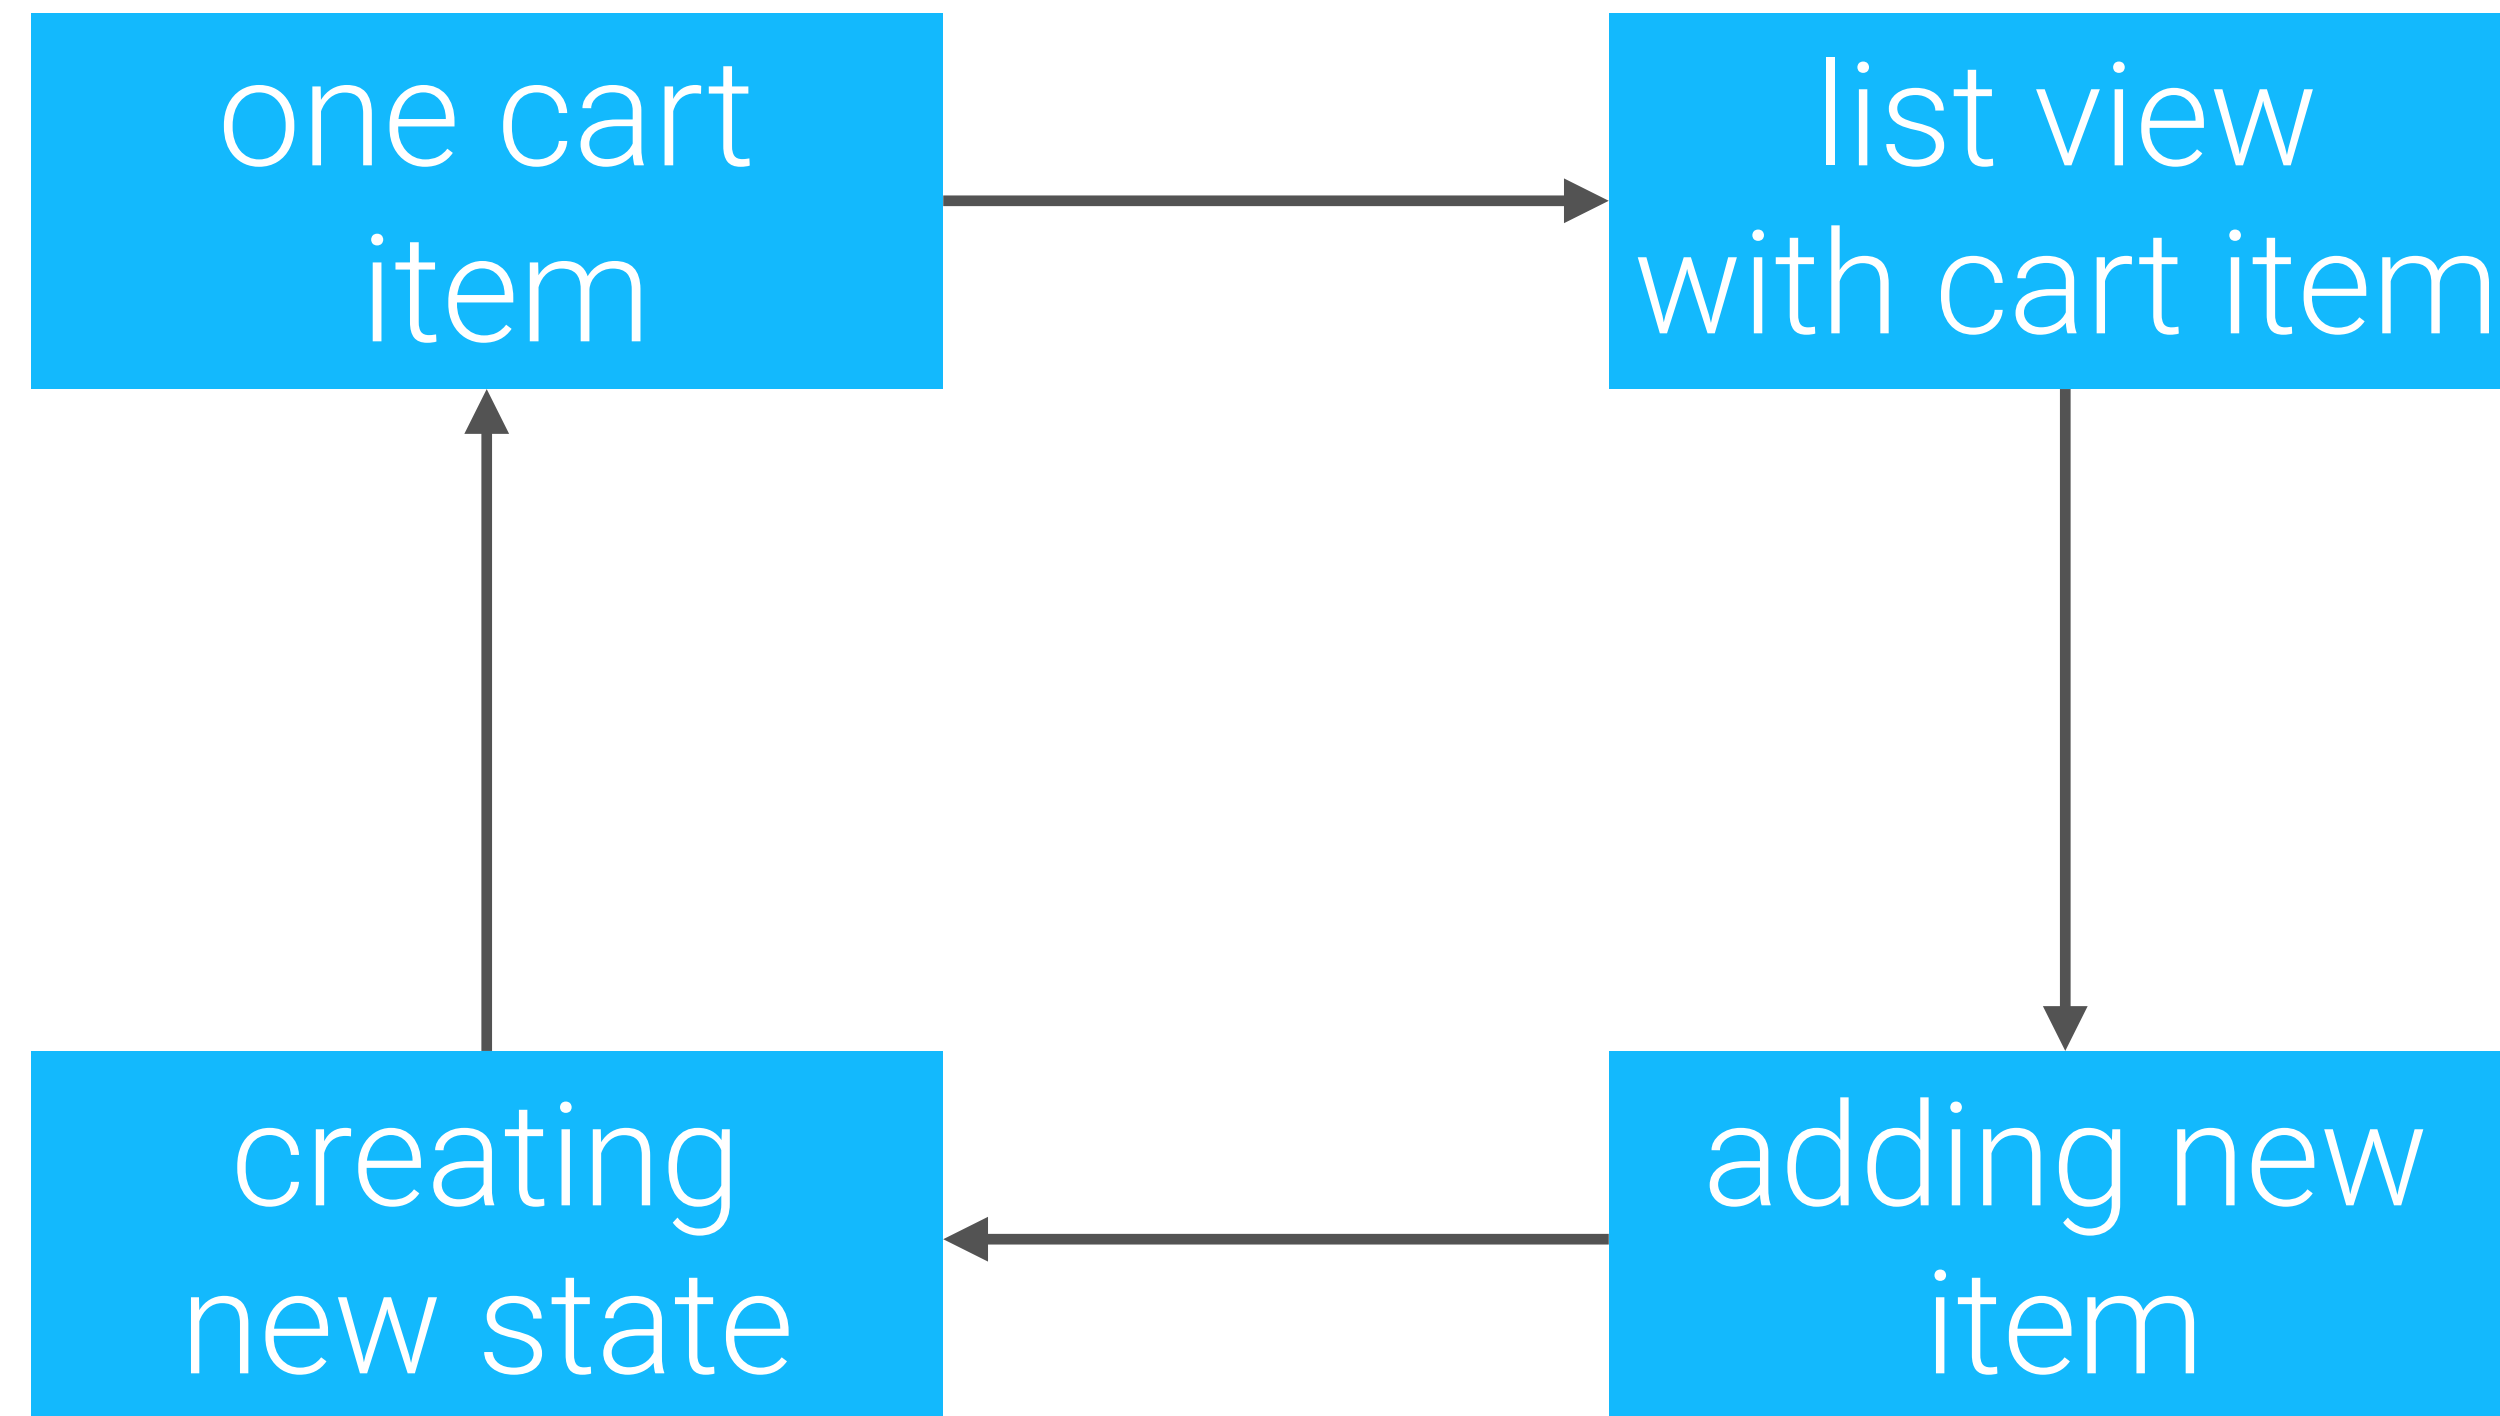 one cart
item
list view
with cart item
creating
new state
adding new
item